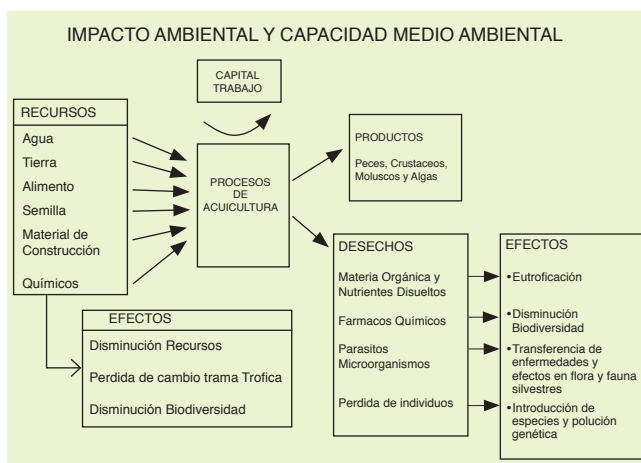 IMPACTO AMBIENTAL Y CAPACIDAD MEDIO AMBIENTAL
CAPITAL
TRABAJO
RECURSOS
Agua
Tierra
Alimento
Semilla
Material de
Construcción
Químicos
PROCESOS
DE
ACUICULTURA
PRODUCTOS
Peces, Crustaceos,
Moluscos y Algas
DESECHOS
Materia Orgánica y
Nutrientes Disueltos
Farmacos Químicos
Parasitos
Microorganismos
Perdida de individuos
EFECTOS
•Eutroficación
•Disminución
Biodiversidad
•Transferencia de
enfermedades y
efectos en flora y fauna
silvestres
•Introducción de
especies y polución
genética
EFECTOS
Disminución Recursos
Perdida de cambio trama Trofica
Disminución Biodiversidad